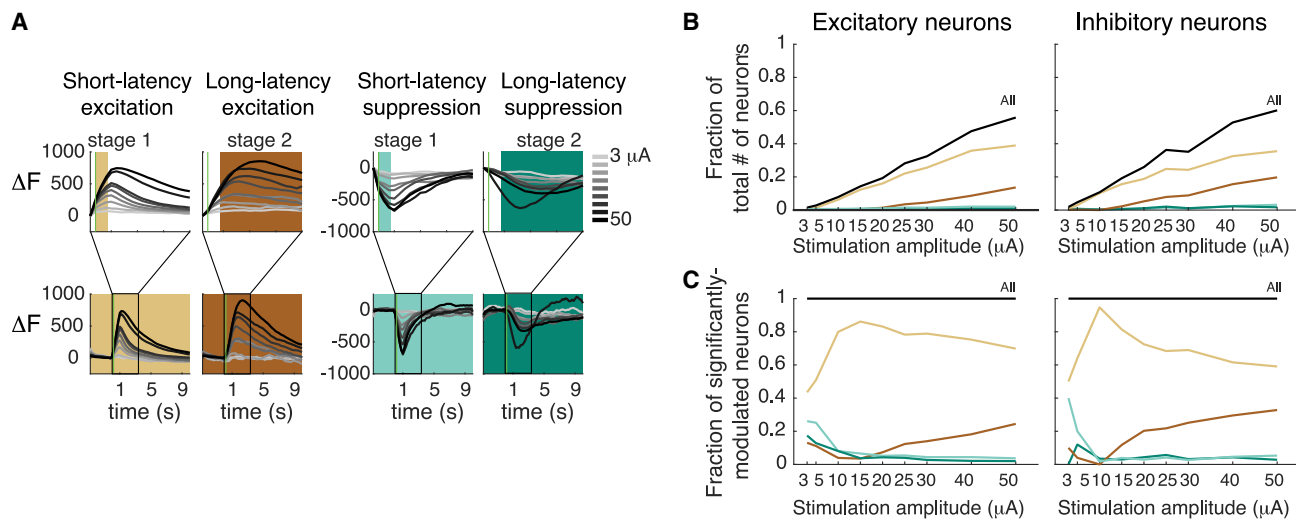 A
Short-latency excitation
Long-latency excitation
Short-latency suppression
Long-latency suppression
stage 1
stage 2
stage 1
stage 2
ΔF
1000
500
0
0
-500
-1000
3 μA
50
ΔF
1000
500
0
0
-500
-1000
1 5 9
1 5 9
1 5 9
1 5 9
time (s)
time (s)
time (s)
time (s)
B
Excitatory neurons
Inhibitory neurons
Fraction of total # of neurons
1
0.8
0.6
0.4
0.2
0
All
All
3 5 10 15 20 25 30 40 50
3 5 10 15 20 25 30 40 50
Stimulation amplitude (μA)
Stimulation amplitude (μA)
C
Fraction of significantly-modulated neurons
1
0.8
0.6
0.4
0.2
0
All
All
3 5 10 15 20 25 30 40 50
3 5 10 15 20 25 30 40 50
Stimulation amplitude (μA)
Stimulation amplitude (μA)